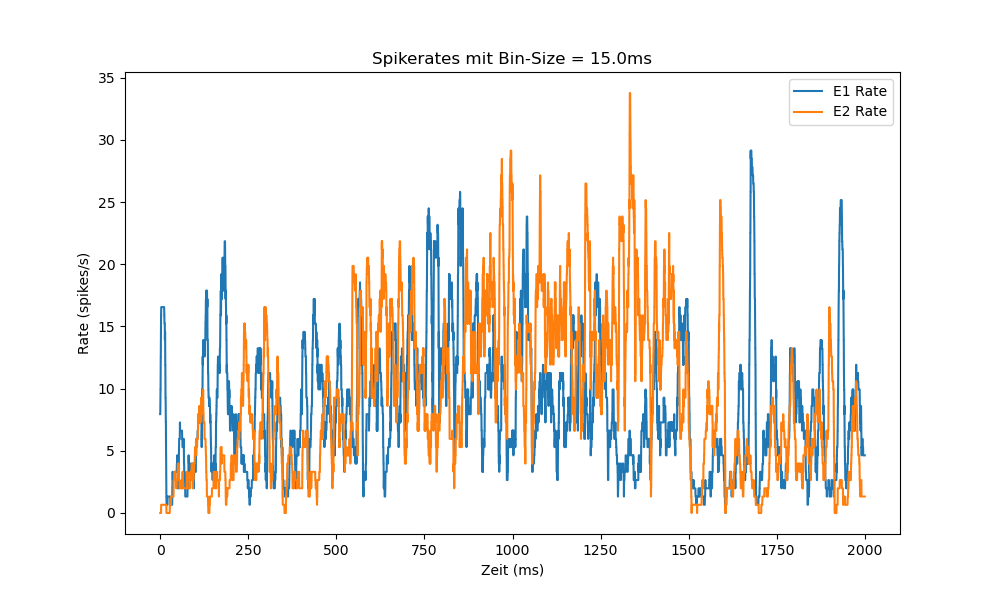 Spikerates mit Bin-Size = 15.0ms
E1 Rate
E2 Rate
Rate (spikes/s)
35
30
25
20
15
10
5
0
0 250 500 750 1000 1250 1500 1750 2000
Zeit (ms)